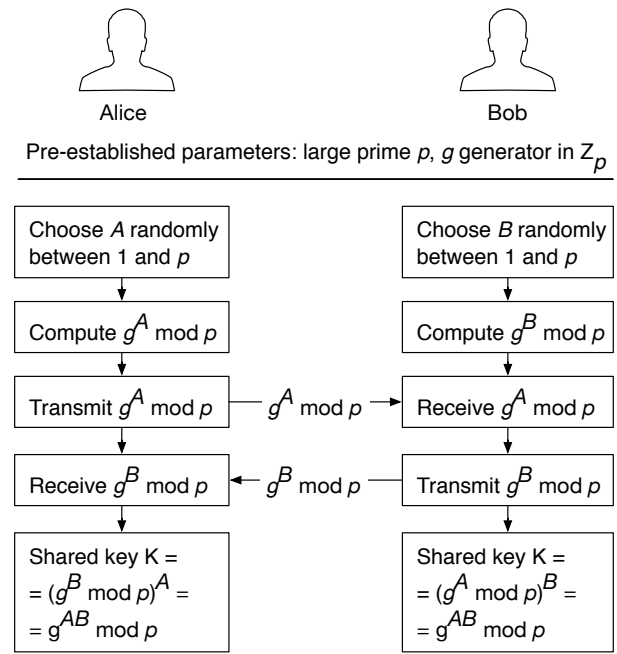 Alice
Bob
Pre-established parameters: large prime p, g generator in Z_p
Choose A randomly
between 1 and p
Choose B randomly
between 1 and p
Compute g^A mod p
Compute g^B mod p
Transmit g^A mod p
g^A mod p
Receive g^A mod p
Receive g^B mod p
g^B mod p
Transmit g^B mod p
Shared key K =
= (g^B mod p)^A =
= g^AB mod p
Shared key K =
= (g^A mod p)^B =
= g^AB mod p